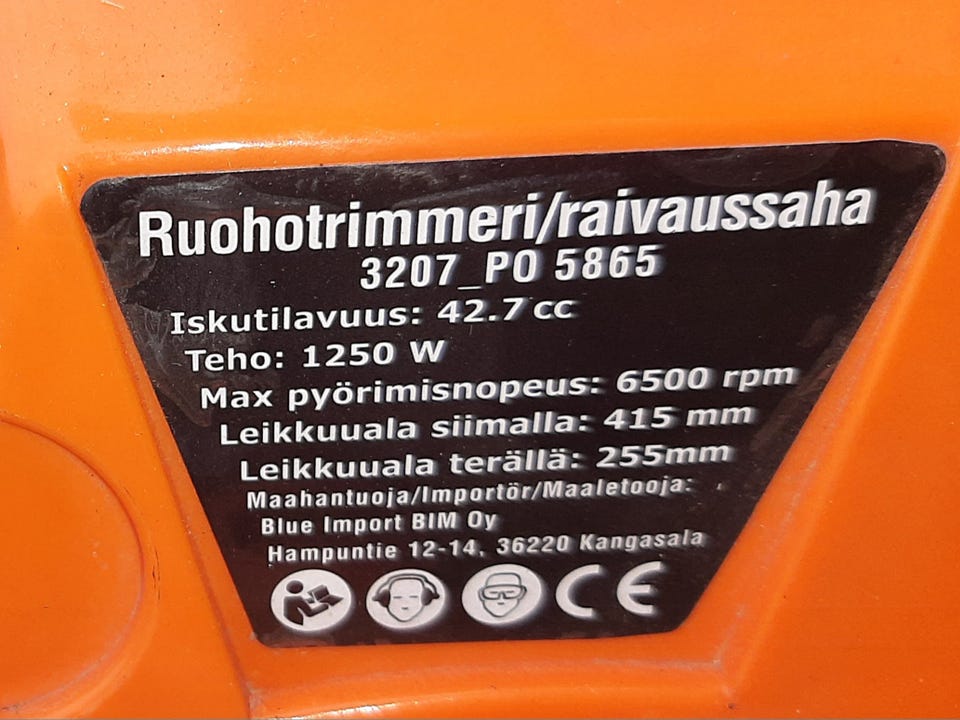 Ruohotrimmeri/raivaussaha
3207_PO 5865
Iskutilavuus: 42.7 cc
Teho: 1250 W
Max pyörimisnopeus: 6500 rpm
Leikkuuala siimalla: 415 mm
Leikkuuala terällä: 255mm
Maahantuoja/Importör/Maaletooja:
Blue Import BIM Oy
Hampuntie 12-14, 36220 Kangasala
CE